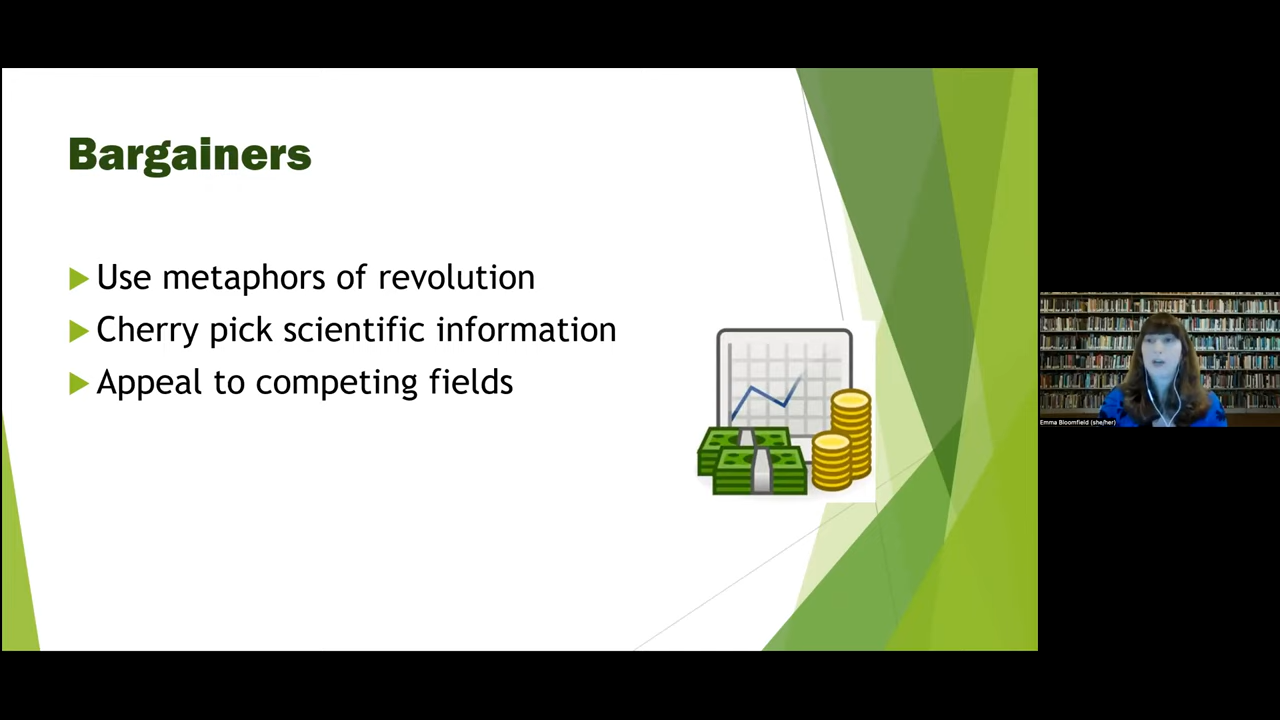 Bargainers
Use metaphors of revolution
Cherry pick scientific information
Appeal to competing fields
Emma Bloomfield (she/her)